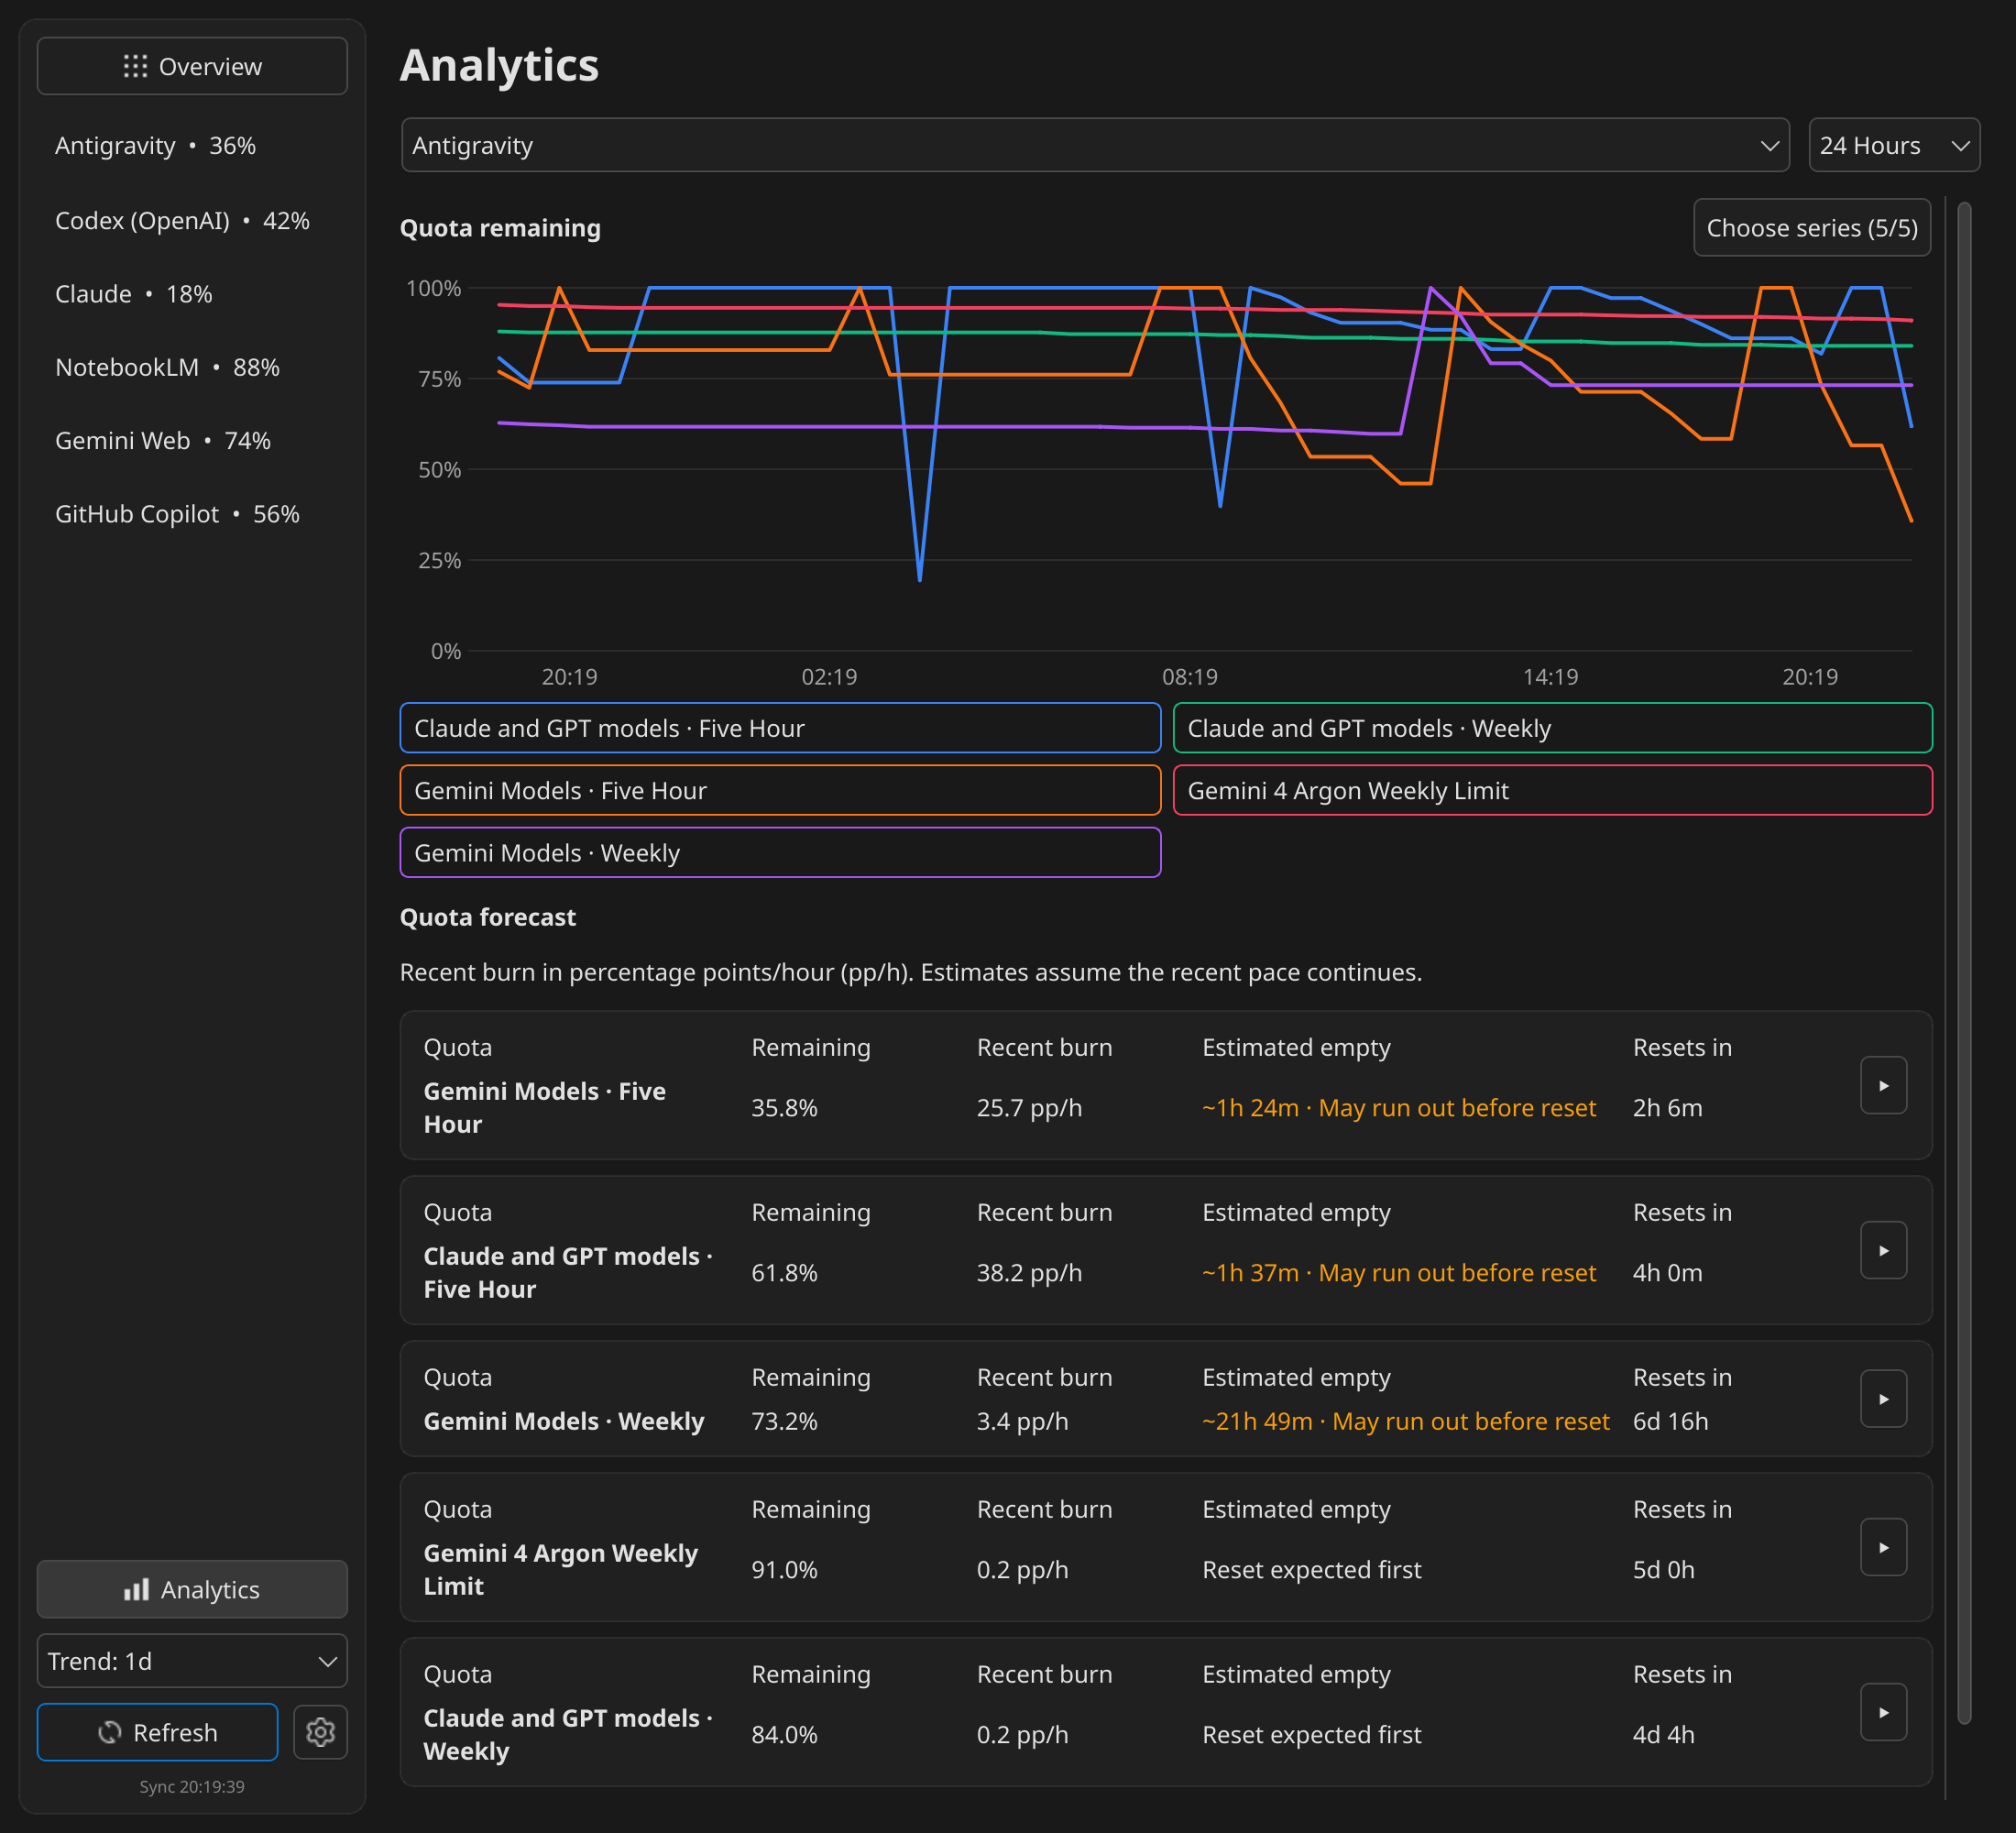 Overview
Antigravity • 36%
Codex (OpenAI) • 42%
Claude • 18%
NotebookLM • 88%
Gemini Web • 74%
GitHub Copilot • 56%
Analytics
Trend: 1d
Refresh
Sync 20:19:39
Analytics
Antigravity
24 Hours
Quota remaining
Choose series (5/5)
100%
75%
50%
25%
0%
20:19 02:19 08:19 14:19 20:19
Claude and GPT models · Five Hour
Claude and GPT models · Weekly
Gemini Models · Five Hour
Gemini 4 Argon Weekly Limit
Gemini Models · Weekly
Quota forecast
Recent burn in percentage points/hour (pp/h). Estimates assume the recent pace continues.
Quota Remaining Recent burn Estimated empty Resets in
Gemini Models · Five
Hour
35.8% 25.7 pp/h ~1h 24m · May run out before reset 2h 6m
Quota Remaining Recent burn Estimated empty Resets in
Claude and GPT models ·
Five Hour
61.8% 38.2 pp/h ~1h 37m · May run out before reset 4h 0m
Quota Remaining Recent burn Estimated empty Resets in
Gemini Models · Weekly 73.2% 3.4 pp/h ~21h 49m · May run out before reset 6d 16h
Quota Remaining Recent burn Estimated empty Resets in
Gemini 4 Argon Weekly
Limit
91.0% 0.2 pp/h Reset expected first 5d 0h
Quota Remaining Recent burn Estimated empty Resets in
Claude and GPT models ·
Weekly
84.0% 0.2 pp/h Reset expected first 4d 4h